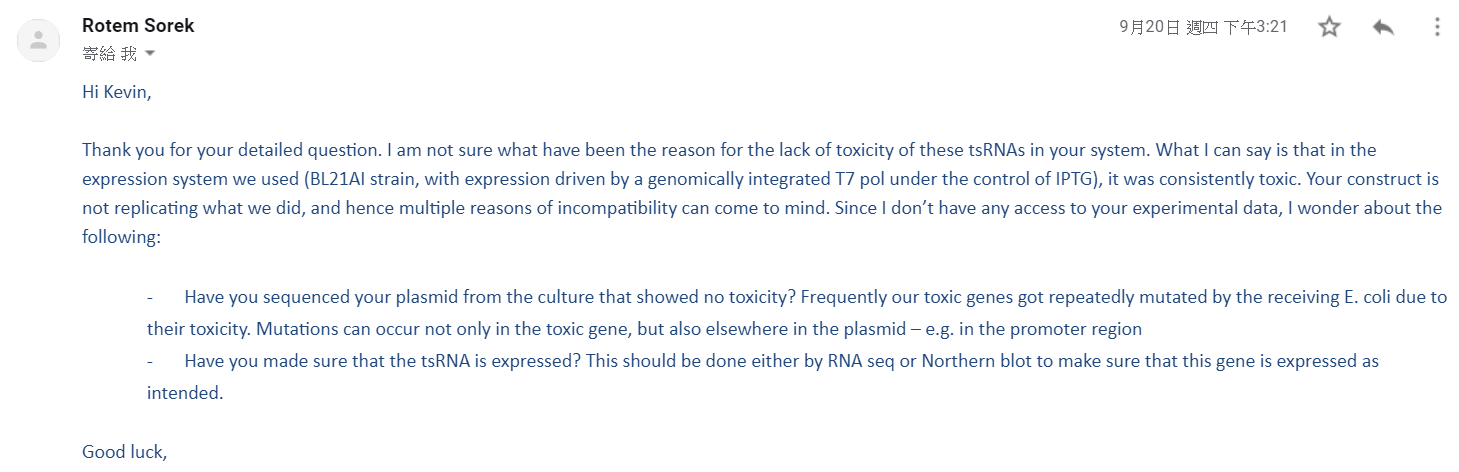 Rotem Sorek
9月20日 週四 下午3:21
寄給 我
Hi Kevin,
Thank you for your detailed question. I am not sure what have been the reason for the lack of toxicity of these tsRNAs in your system. What I can say is that in the
expression system we used (BL21AI strain, with expression driven by a genomically integrated T7 pol under the control of IPTG), it was consistently toxic. Your construct is
not replicating what we did, and hence multiple reasons of incompatibility can come to mind. Since I don’t have any access to your experimental data, I wonder about the
following:
- Have you sequenced your plasmid from the culture that showed no toxicity? Frequently our toxic genes got repeatedly mutated by the receiving E. coli due to
their toxicity. Mutations can occur not only in the toxic gene, but also elsewhere in the plasmid – e.g. in the promoter region
- Have you made sure that the tsRNA is expressed? This should be done either by RNA seq or Northern blot to make sure that this gene is expressed as
intended.
Good luck,